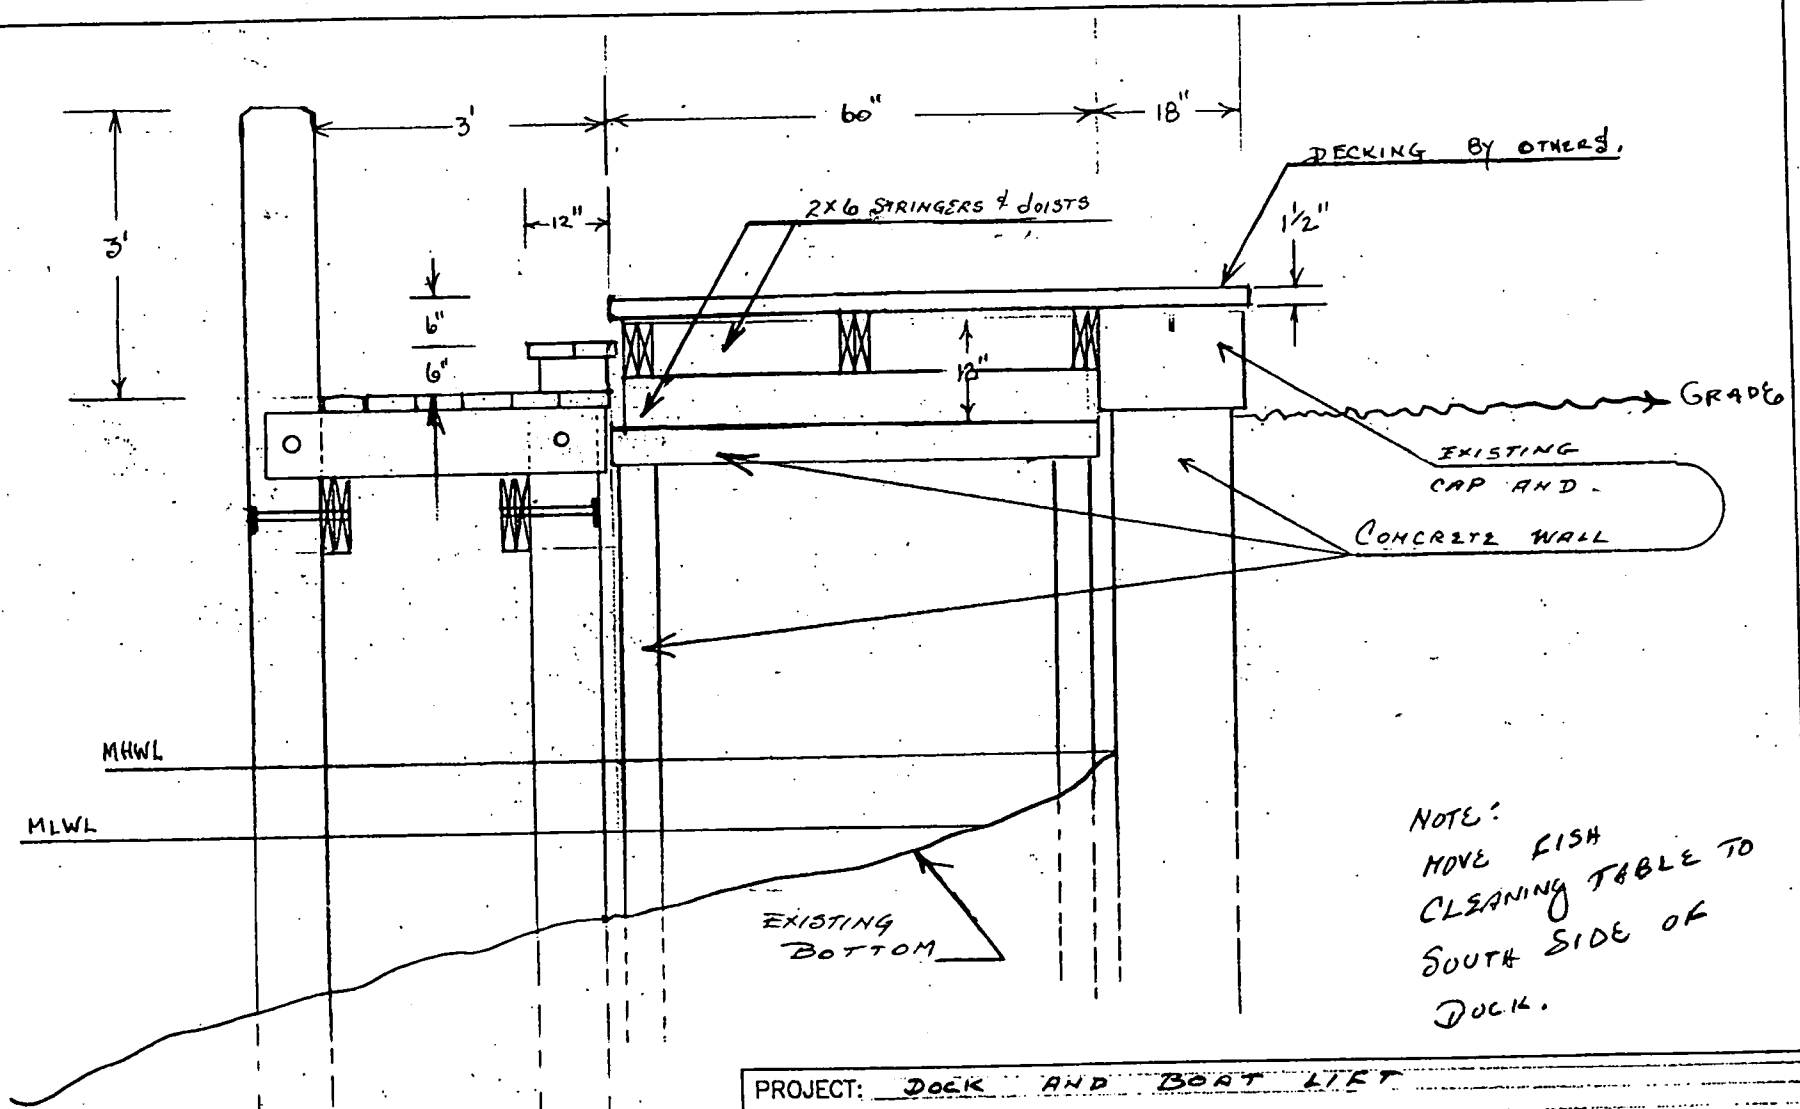 3'
60"
18"
DECKING BY OTHERS.
2X6 STRINGERS & JOISTS
12"
1½"
3'
6"
6"
GRADE
EXISTING
CAP AND
CONCRETE WALL
MHWL
MLWL
EXISTING
BOTTOM
NOTE:
MOVE FISH
CLEANING TABLE TO
SOUTH SIDE OF
DOCK.
PROJECT: DOCK AND BOAT LIFT